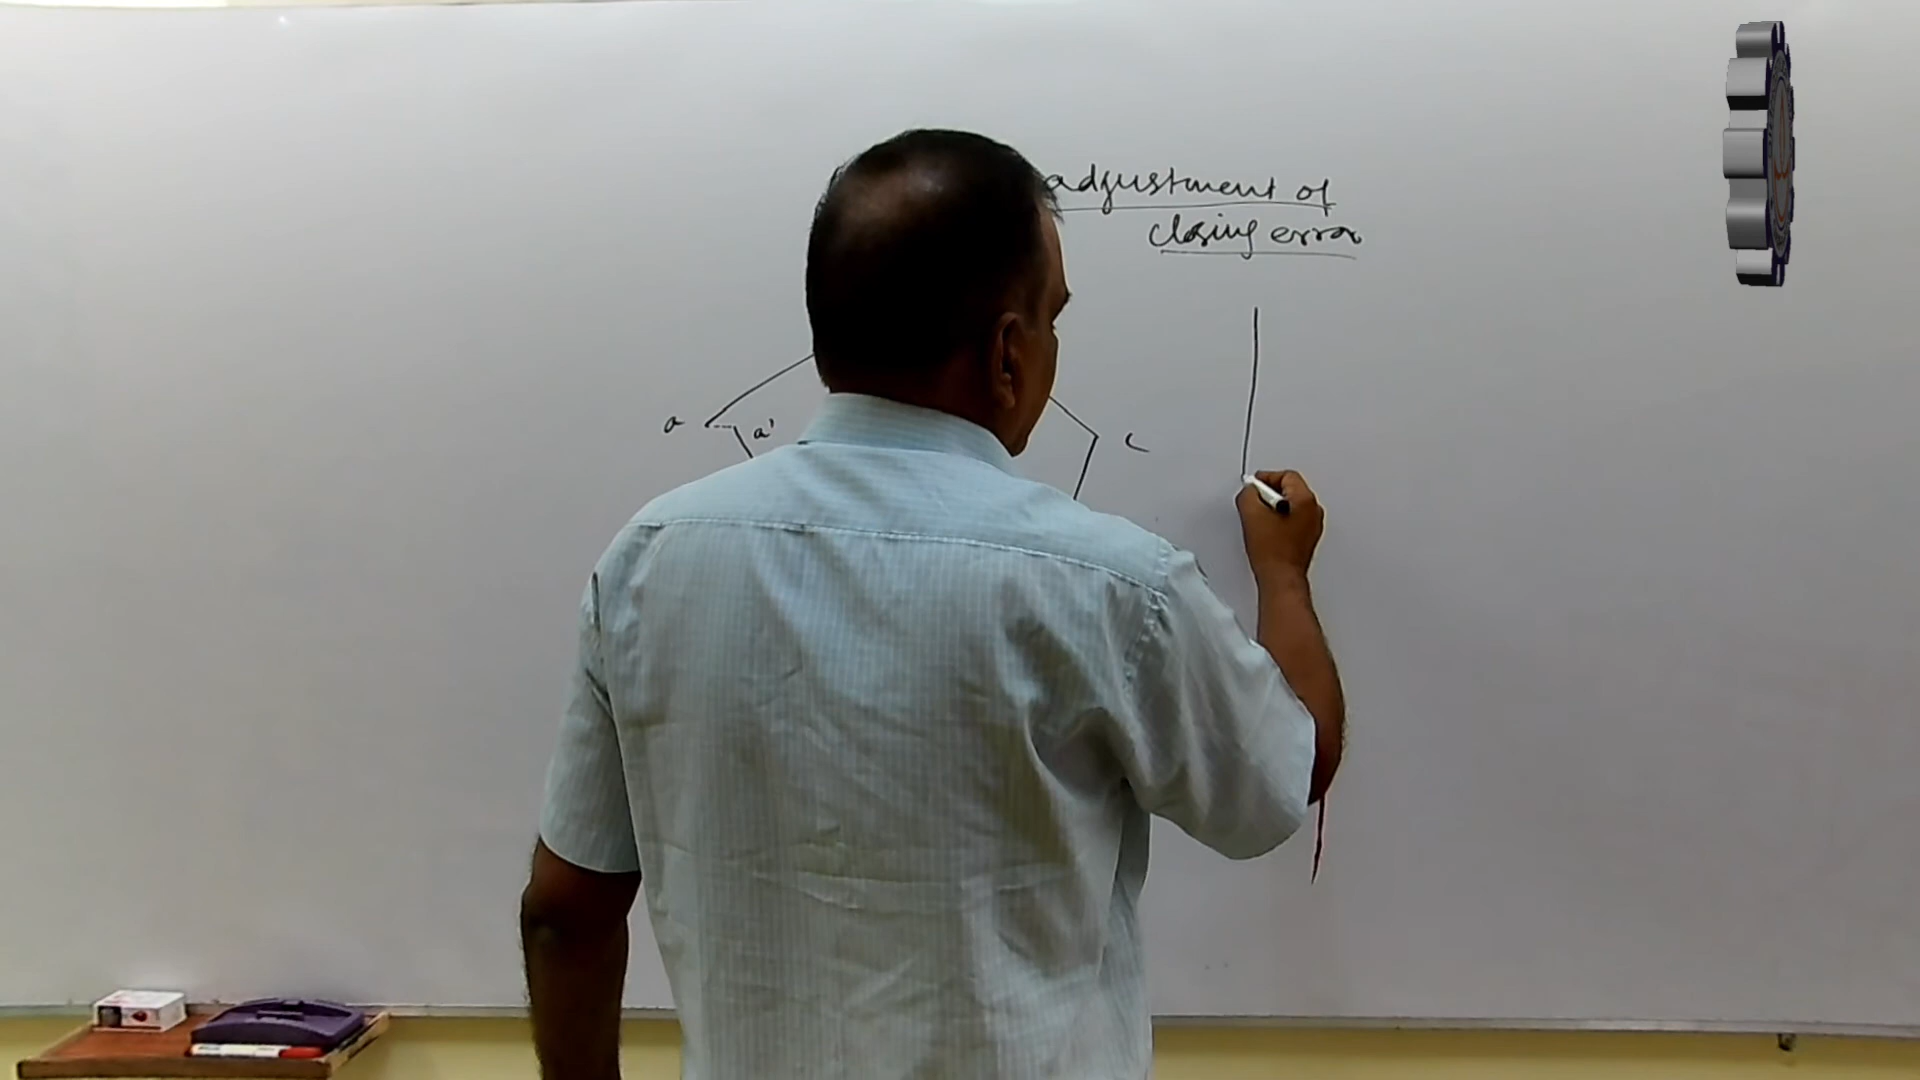 adjustment of
closing error
a
a'
c